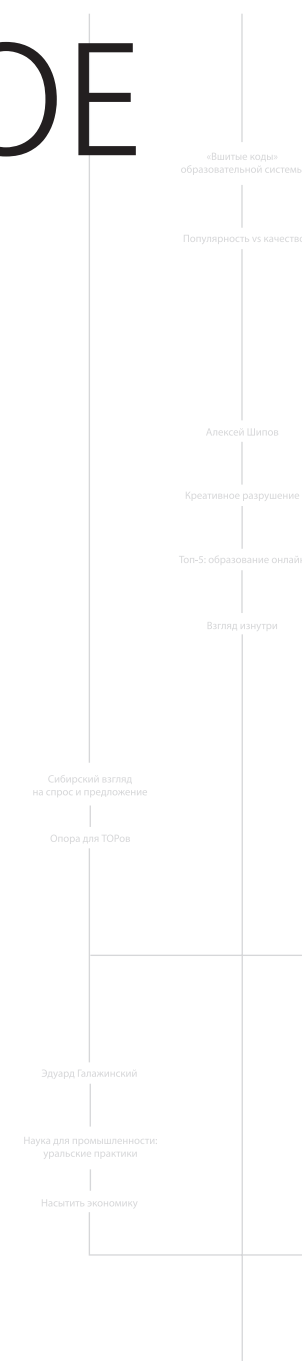 ОЕ
«Вшитые коды»
образовательной системы
Популярность vs качество
Алексей Шипов
Креативное разрушение
Топ-5: образование онлайн
Взгляд изнутри
Сибирский взгляд
на спрос и предложение
Опора для ТОРов
Эдуард Галажинский
Наука для промышленности:
уральские практики
Насытить экономику